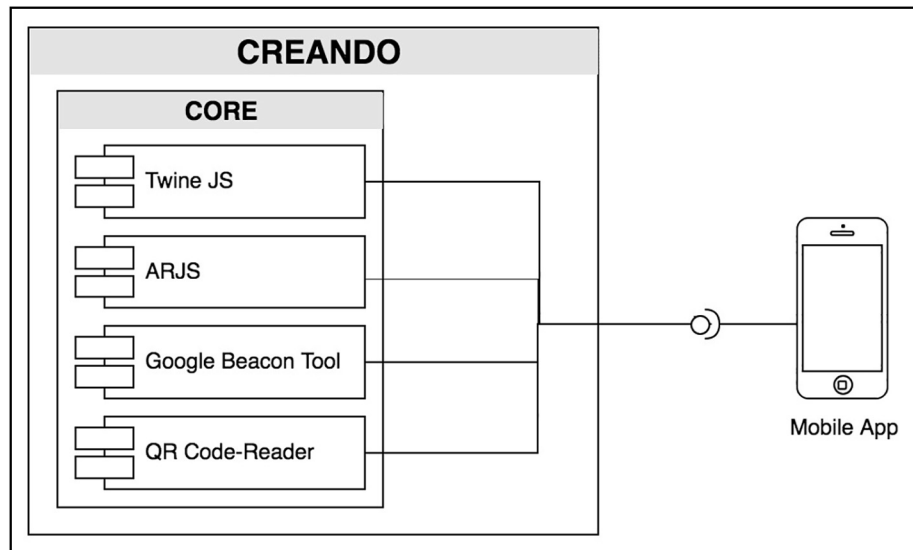 CREANDO
CORE
Twine JS
ARJS
Google Beacon Tool
QR Code-Reader
Mobile App